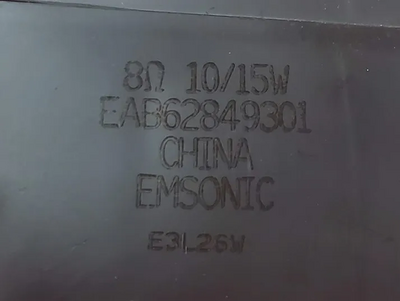 8Ω 10/15W
EAB62849301
CHINA
EMSONIC
E3L26W